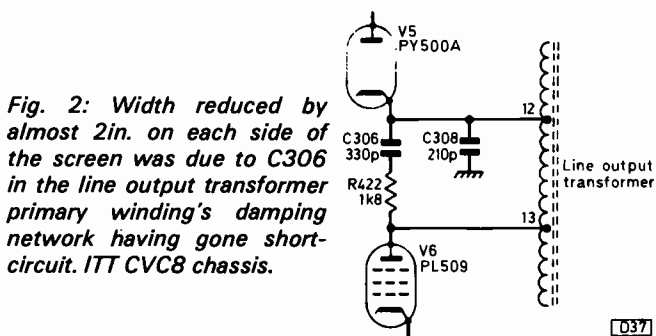 Fig. 2: Width reduced by
almost 2in. on each side of
the screen was due to C306
in the line output transformer
primary winding's damping
network having gone short-
circuit. ITT CVC8 chassis.
V5
PY500A
12
C306
330p
C308
210p
R422
1k8
Line output
transformer
13
V6
PL509
D37